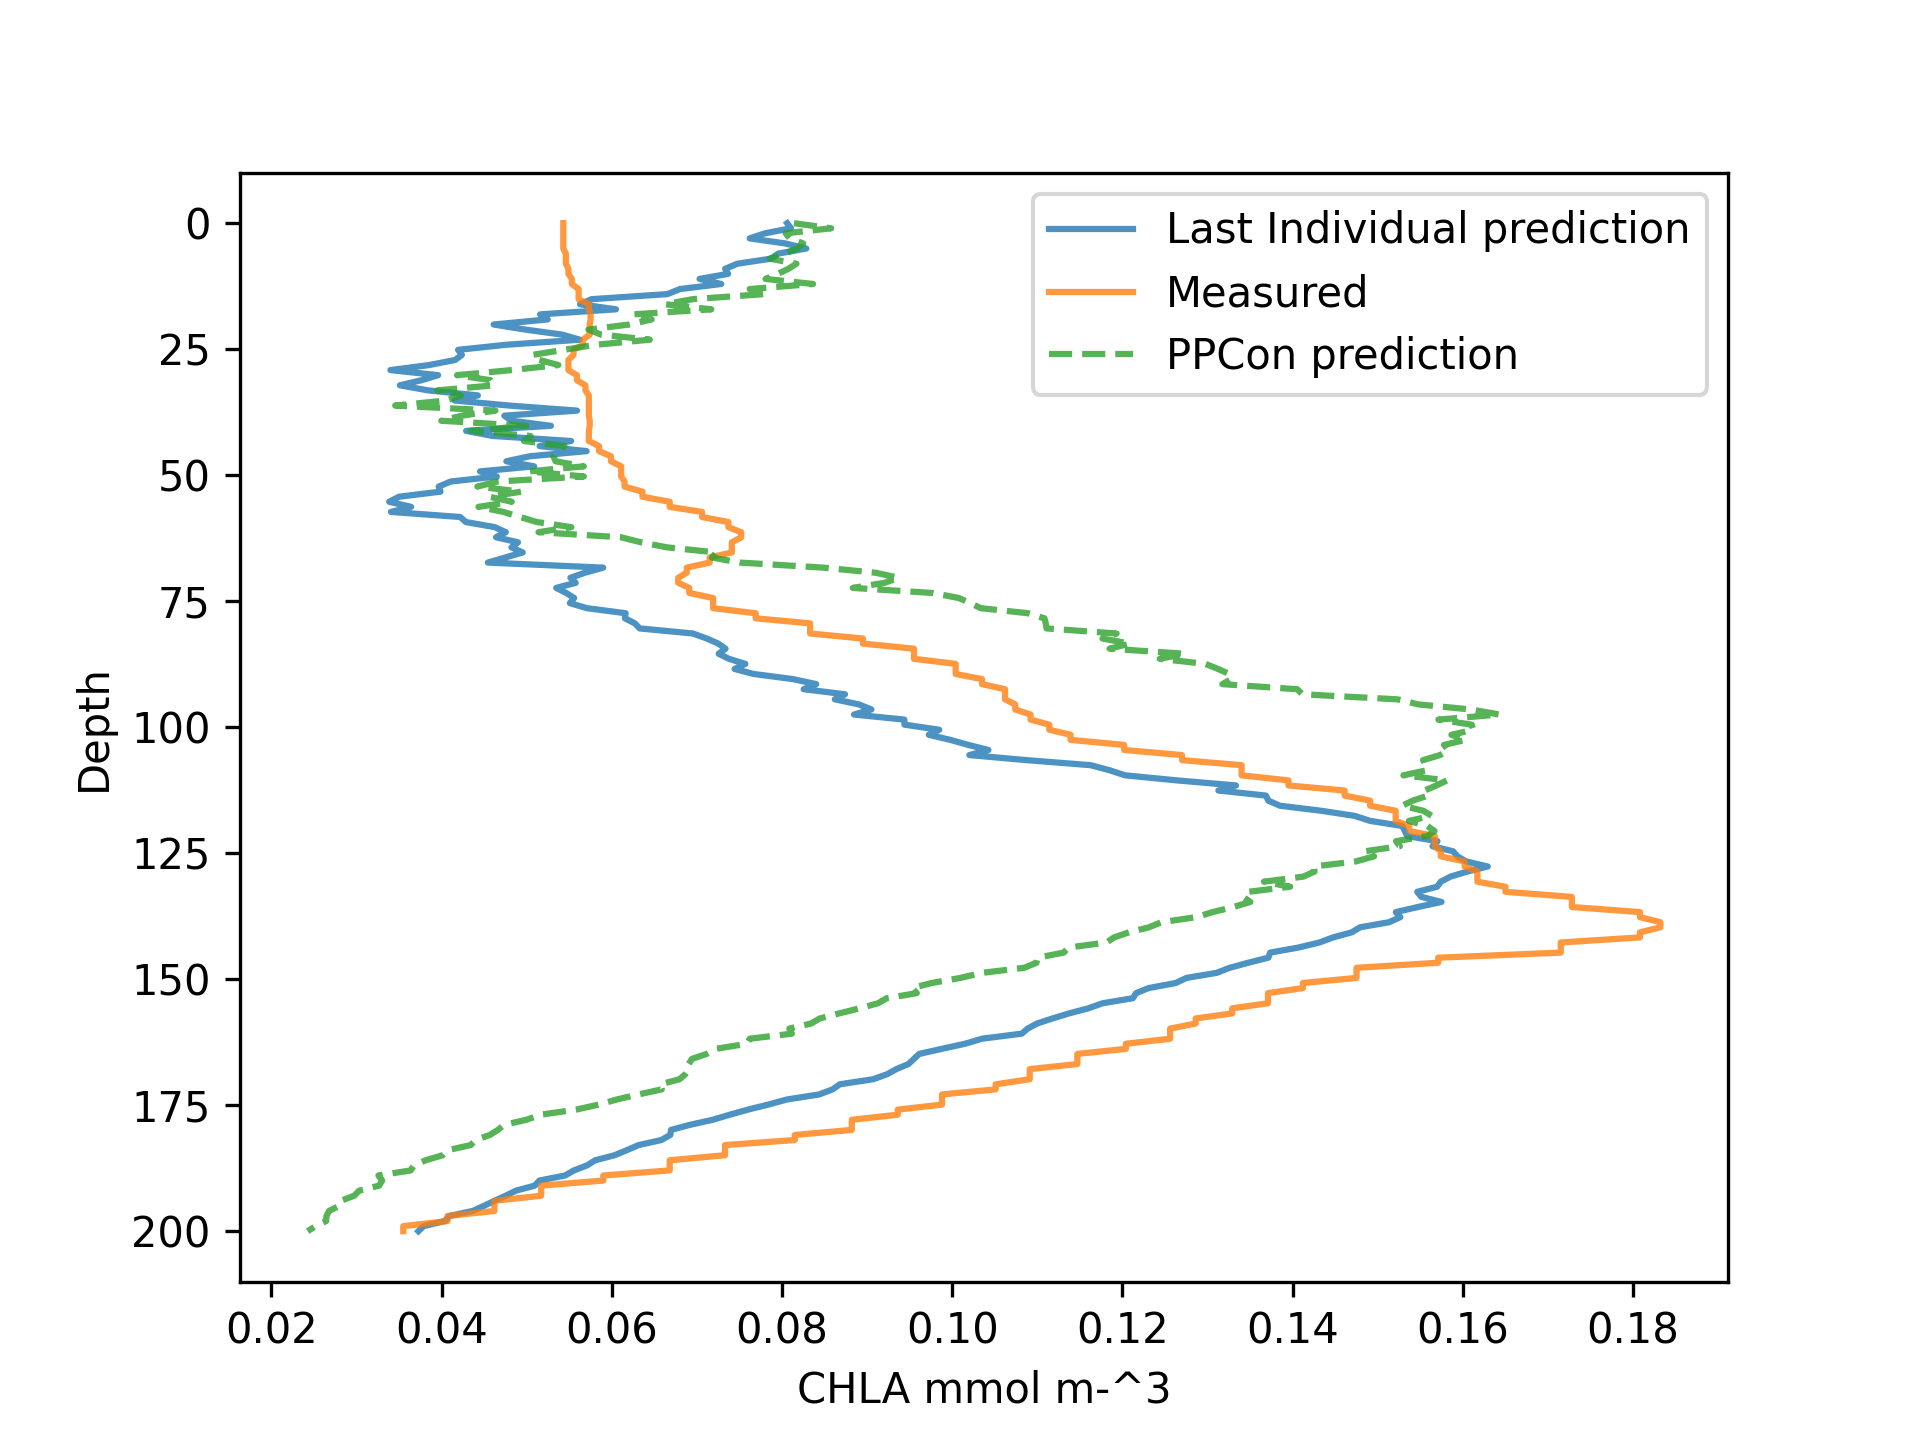 Last Individual prediction
Measured
PPCon prediction
0
25
50
75
100
125
150
175
200
Depth
0.02 0.04 0.06 0.08 0.10 0.12 0.14 0.16 0.18
CHLA mmol m-^3